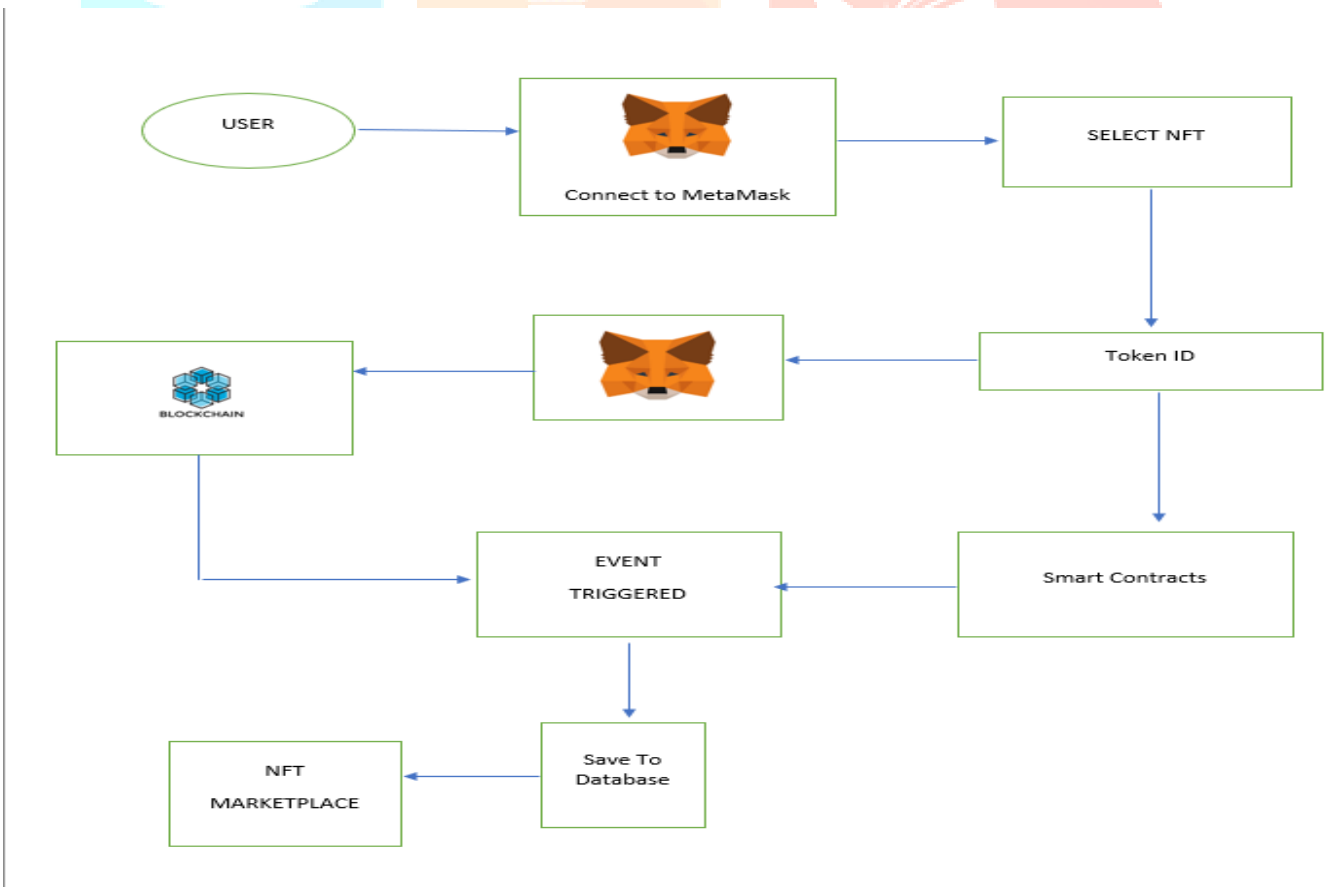 USER
Connect to MetaMask
SELECT NFT
Token ID
BLOCKCHAIN
EVENT
TRIGGERED
Smart Contracts
Save To
Database
NFT
MARKETPLACE